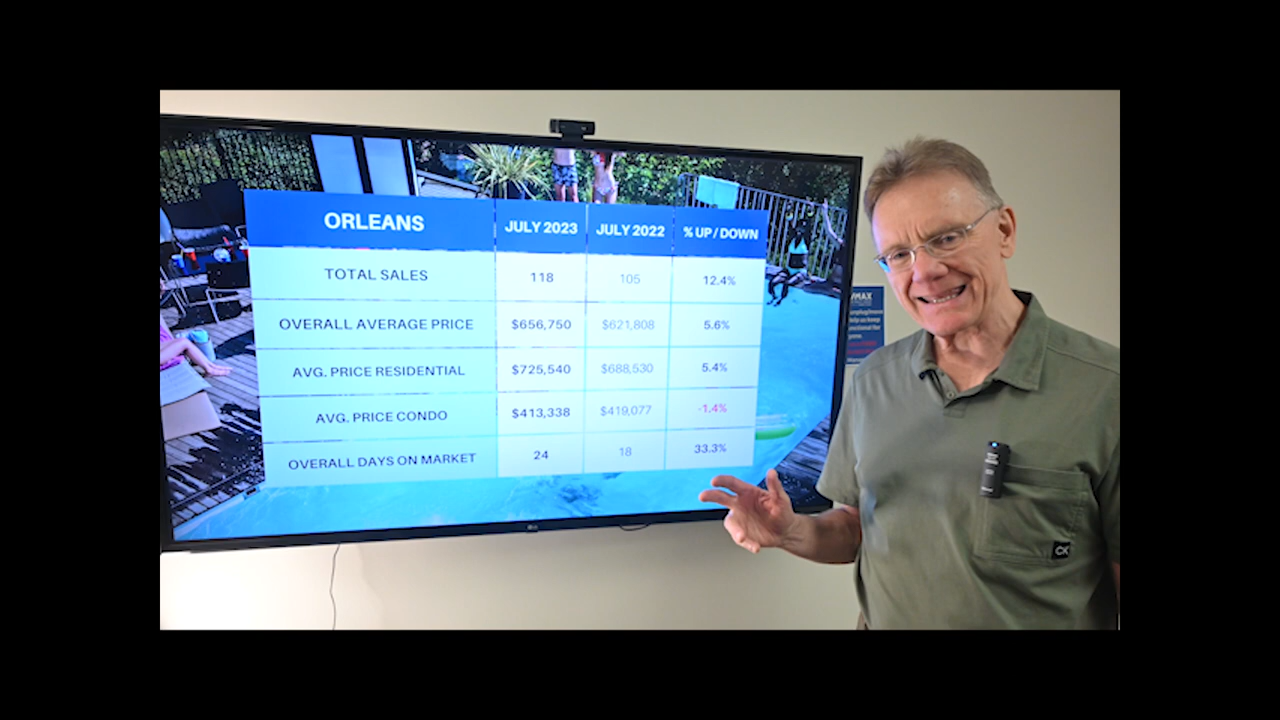 ORLEANS JULY 2023 JULY 2022 % UP / DOWN
TOTAL SALES 118 105 12.4%
OVERALL AVERAGE PRICE $656,750 $621,808 5.6%
AVG. PRICE RESIDENTIAL $725,540 $688,530 5.4%
AVG. PRICE CONDO $413,338 $419,077 -1.4%
OVERALL DAYS ON MARKET 24 18 33.3%
LG
CK